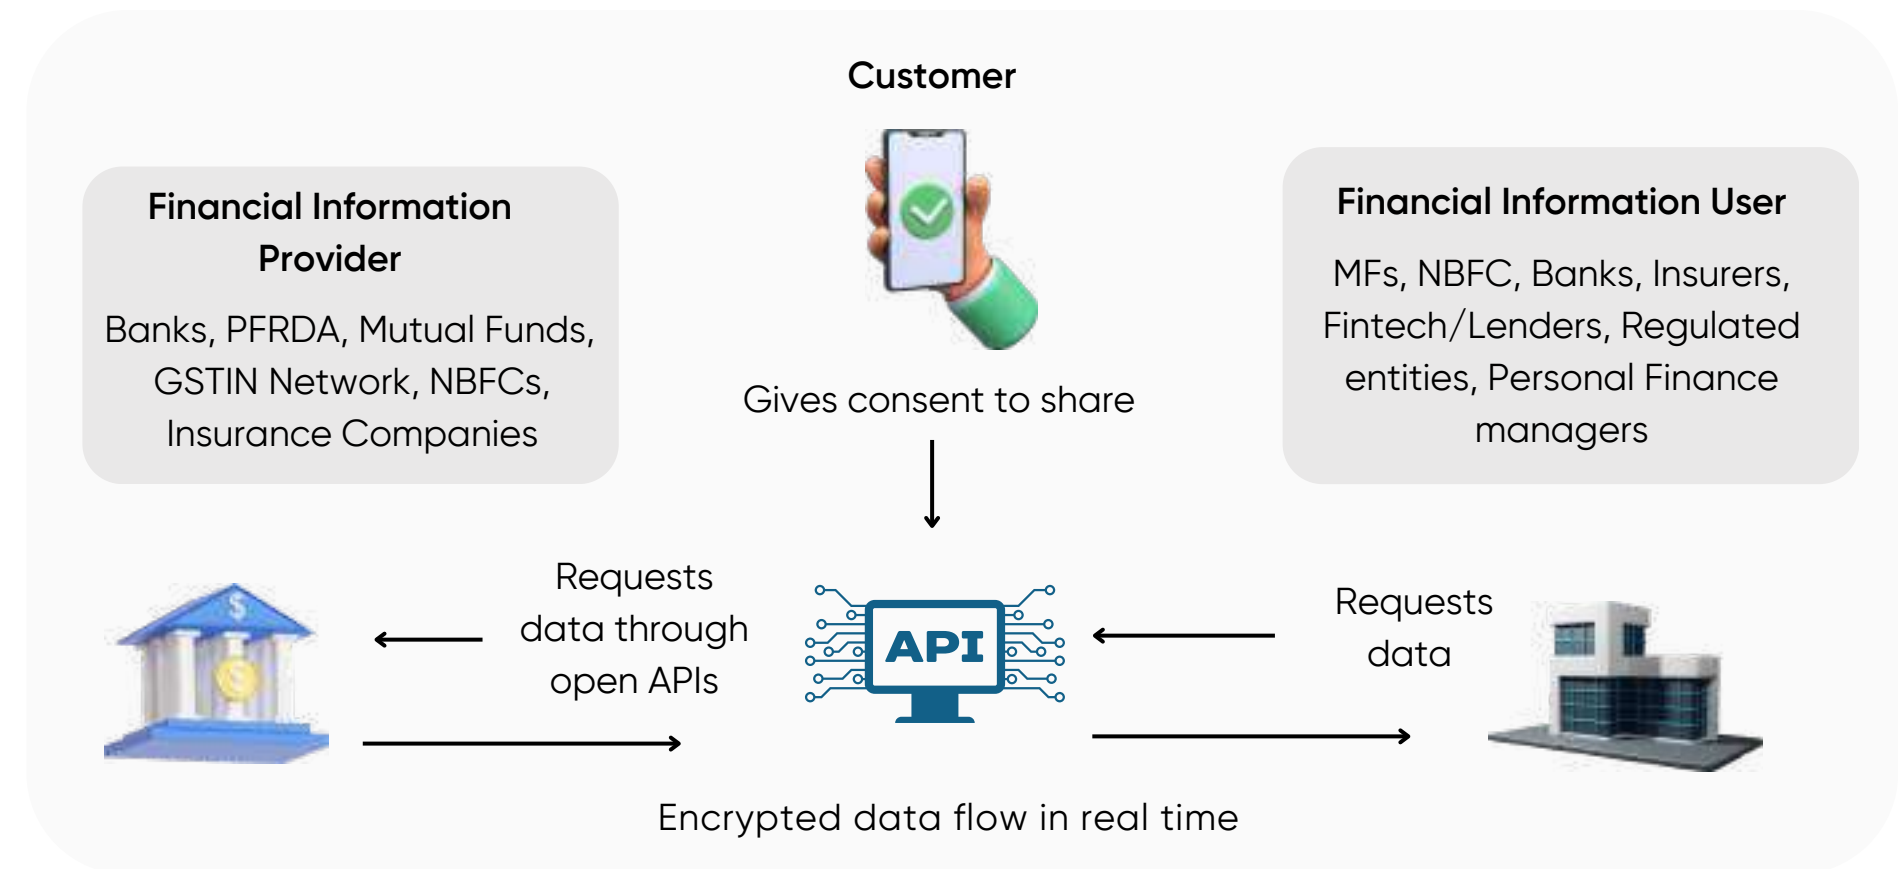 Customer
Financial Information
Provider
Banks, PFRDA, Mutual Funds,
GSTIN Network, NBFCs,
Insurance Companies
Financial Information User
MFs, NBFC, Banks, Insurers,
Fintech/Lenders, Regulated
entities, Personal Finance
managers
Gives consent to share
Requests
data through
open APIs
API
Requests
data
$
$
Encrypted data flow in real time